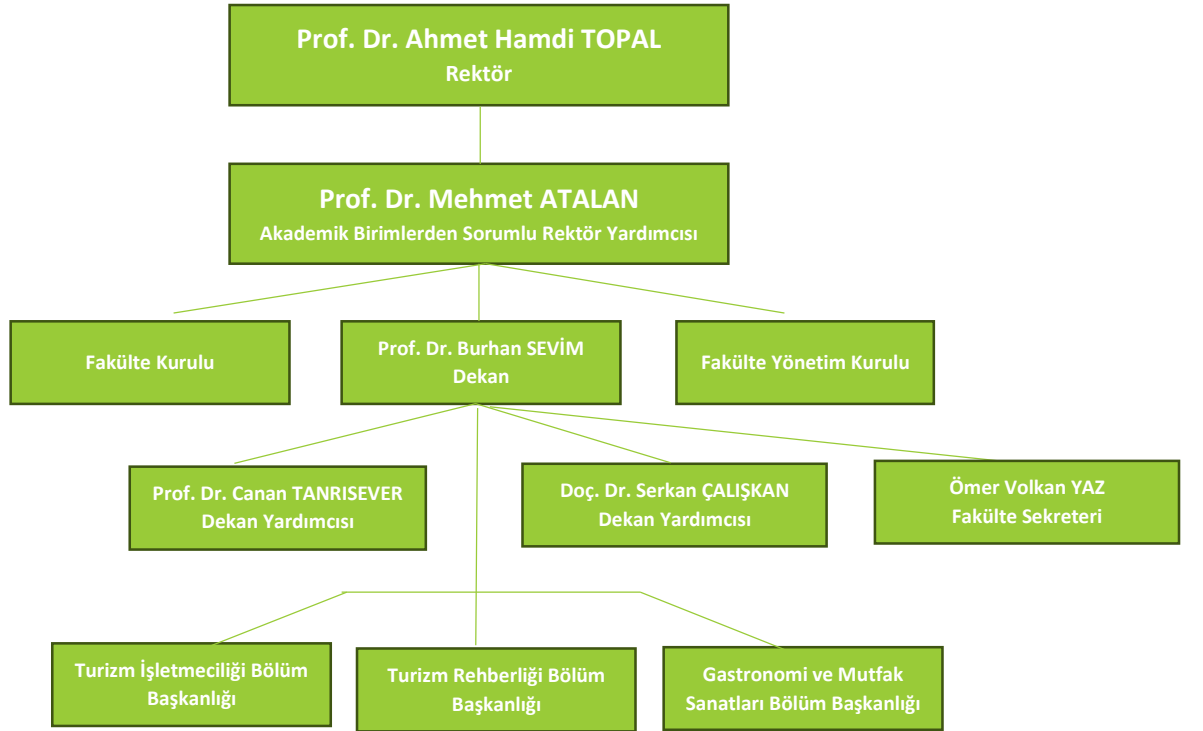 Prof. Dr. Ahmet Hamdi TOPAL
Rektör
Prof. Dr. Mehmet ATALAN
Akademik Birimlerden Sorumlu Rektör Yardımcısı
Fakülte Kurulu
Prof. Dr. Burhan SEVİM
Dekan
Fakülte Yönetim Kurulu
Prof. Dr. Canan TANRISEVER
Dekan Yardımcısı
Doç. Dr. Serkan ÇALIŞKAN
Dekan Yardımcısı
Ömer Volkan YAZ
Fakülte Sekreteri
Turizm İşletmeciliği Bölüm
Başkanlığı
Turizm Rehberliği Bölüm
Başkanlığı
Gastronomi ve Mutfak
Sanatları Bölüm Başkanlığı